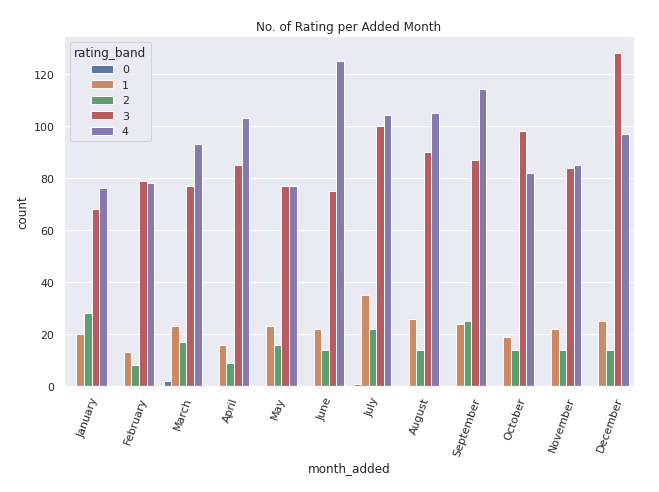 No. of Rating per Added Month
rating_band
0
1
2
3
4
count
120
100
80
60
40
20
0
January
February
March
April
May
June
July
August
September
October
November
December
month_added